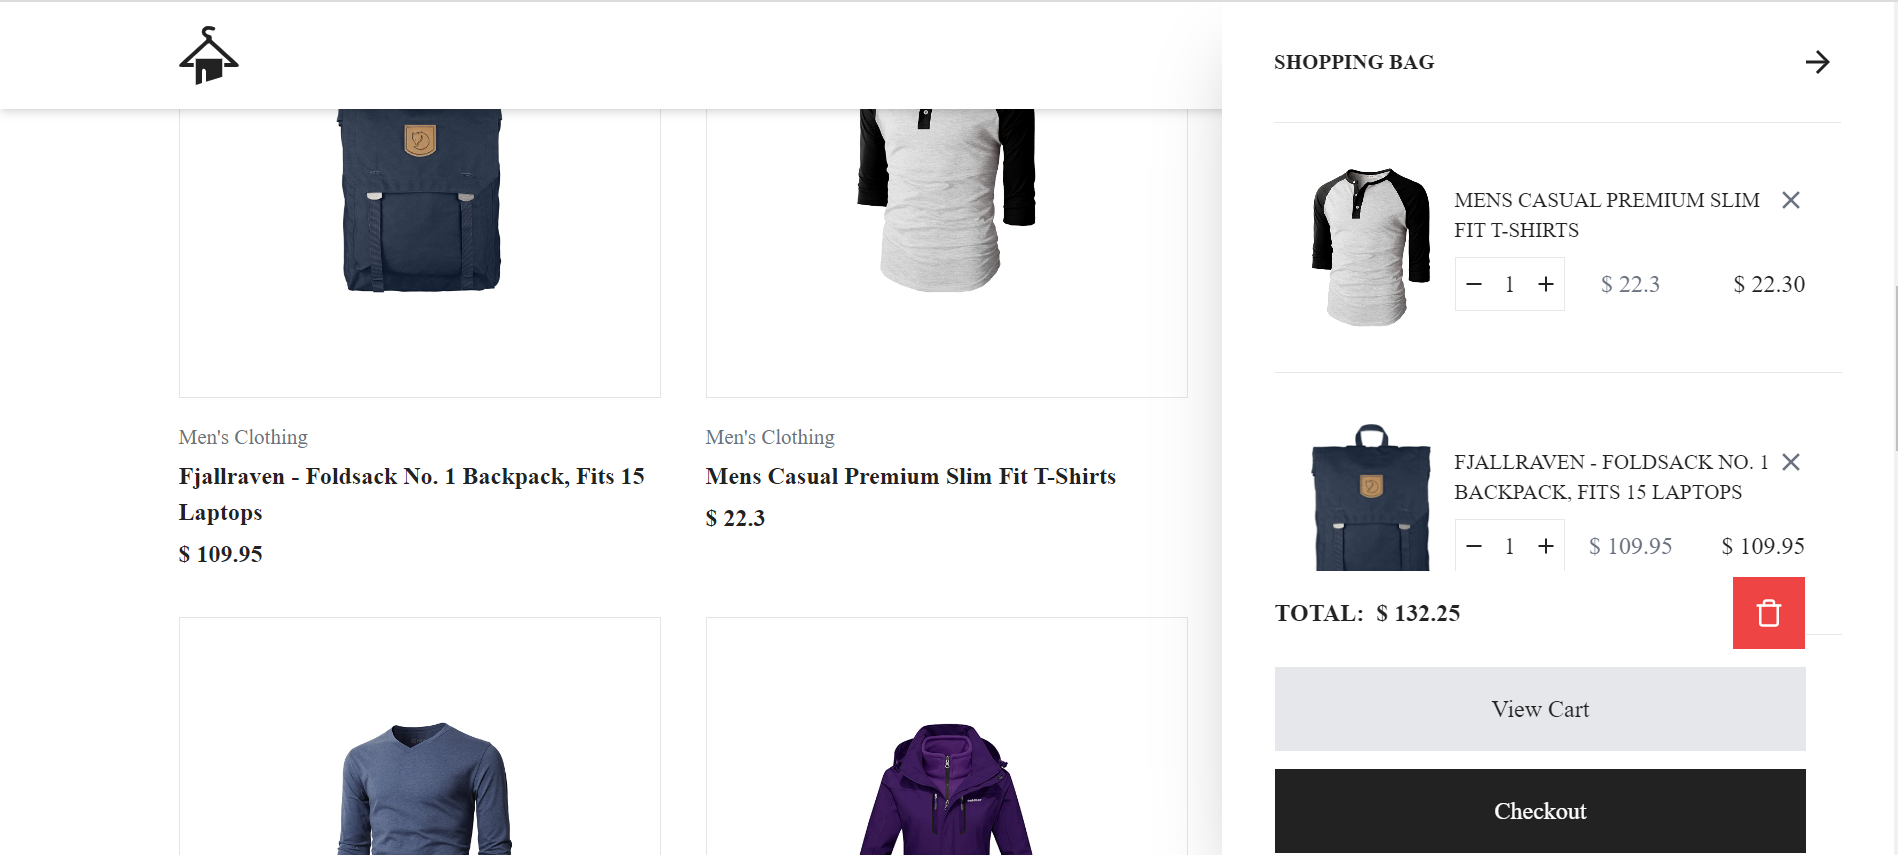 SHOPPING BAG
Men's Clothing
Fjallraven - Foldsack No. 1 Backpack, Fits 15
Laptops
$ 109.95
Men's Clothing
Mens Casual Premium Slim Fit T-Shirts
$ 22.3
MENS CASUAL PREMIUM SLIM
FIT T-SHIRTS
1
$ 22.3
$ 22.30
FJALLRAVEN - FOLDSACK NO. 1
BACKPACK, FITS 15 LAPTOPS
1
$ 109.95
$ 109.95
TOTAL: $ 132.25
View Cart
Checkout